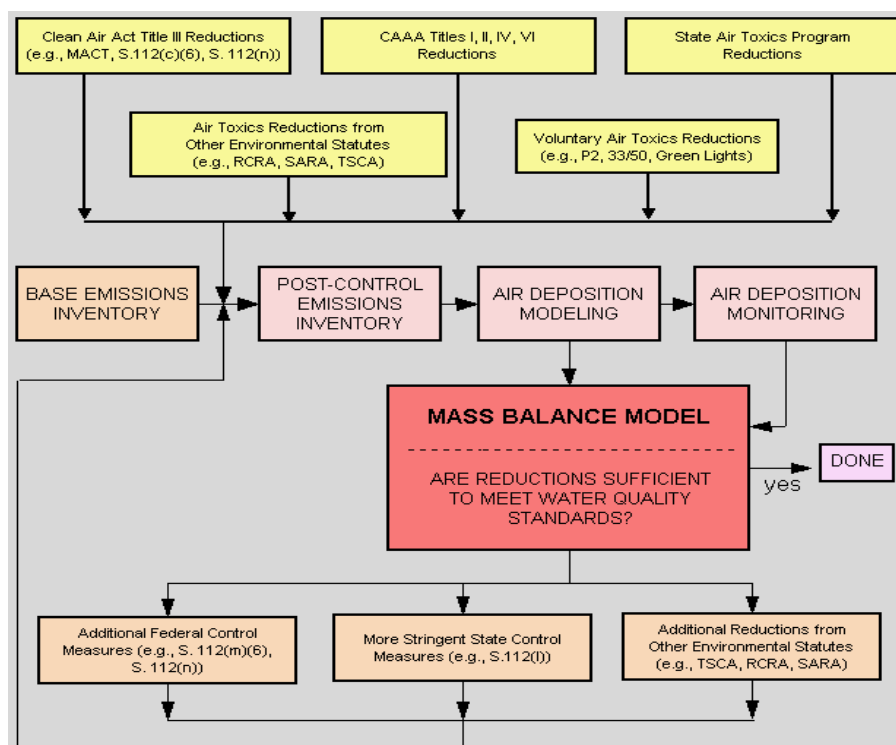 Clean Air Act Title III Reductions
(e.g., MACT, S.112(c)(6), S. 112(n))
CAAA Titles I, II, IV, VI
Reductions
State Air Toxics Program
Reductions
Air Toxics Reductions from
Other Environmental Statutes
(e.g., RCRA, SARA, TSCA)
Voluntary Air Toxics Reductions
(e.g., P2, 33/50, Green Lights)
BASE EMISSIONS
INVENTORY
POST-CONTROL
EMISSIONS
INVENTORY
AIR DEPOSITION
MODELING
AIR DEPOSITION
MONITORING
MASS BALANCE MODEL
ARE REDUCTIONS SUFFICIENT
TO MEET WATER QUALITY
STANDARDS?
yes
DONE
Additional Federal Control
Measures (e.g., S. 112(m)(6),
S. 112(n))
More Stringent State Control
Measures (e.g., S.112(l))
Additional Reductions from
Other Environmental Statutes
(e.g., TSCA, RCRA, SARA)